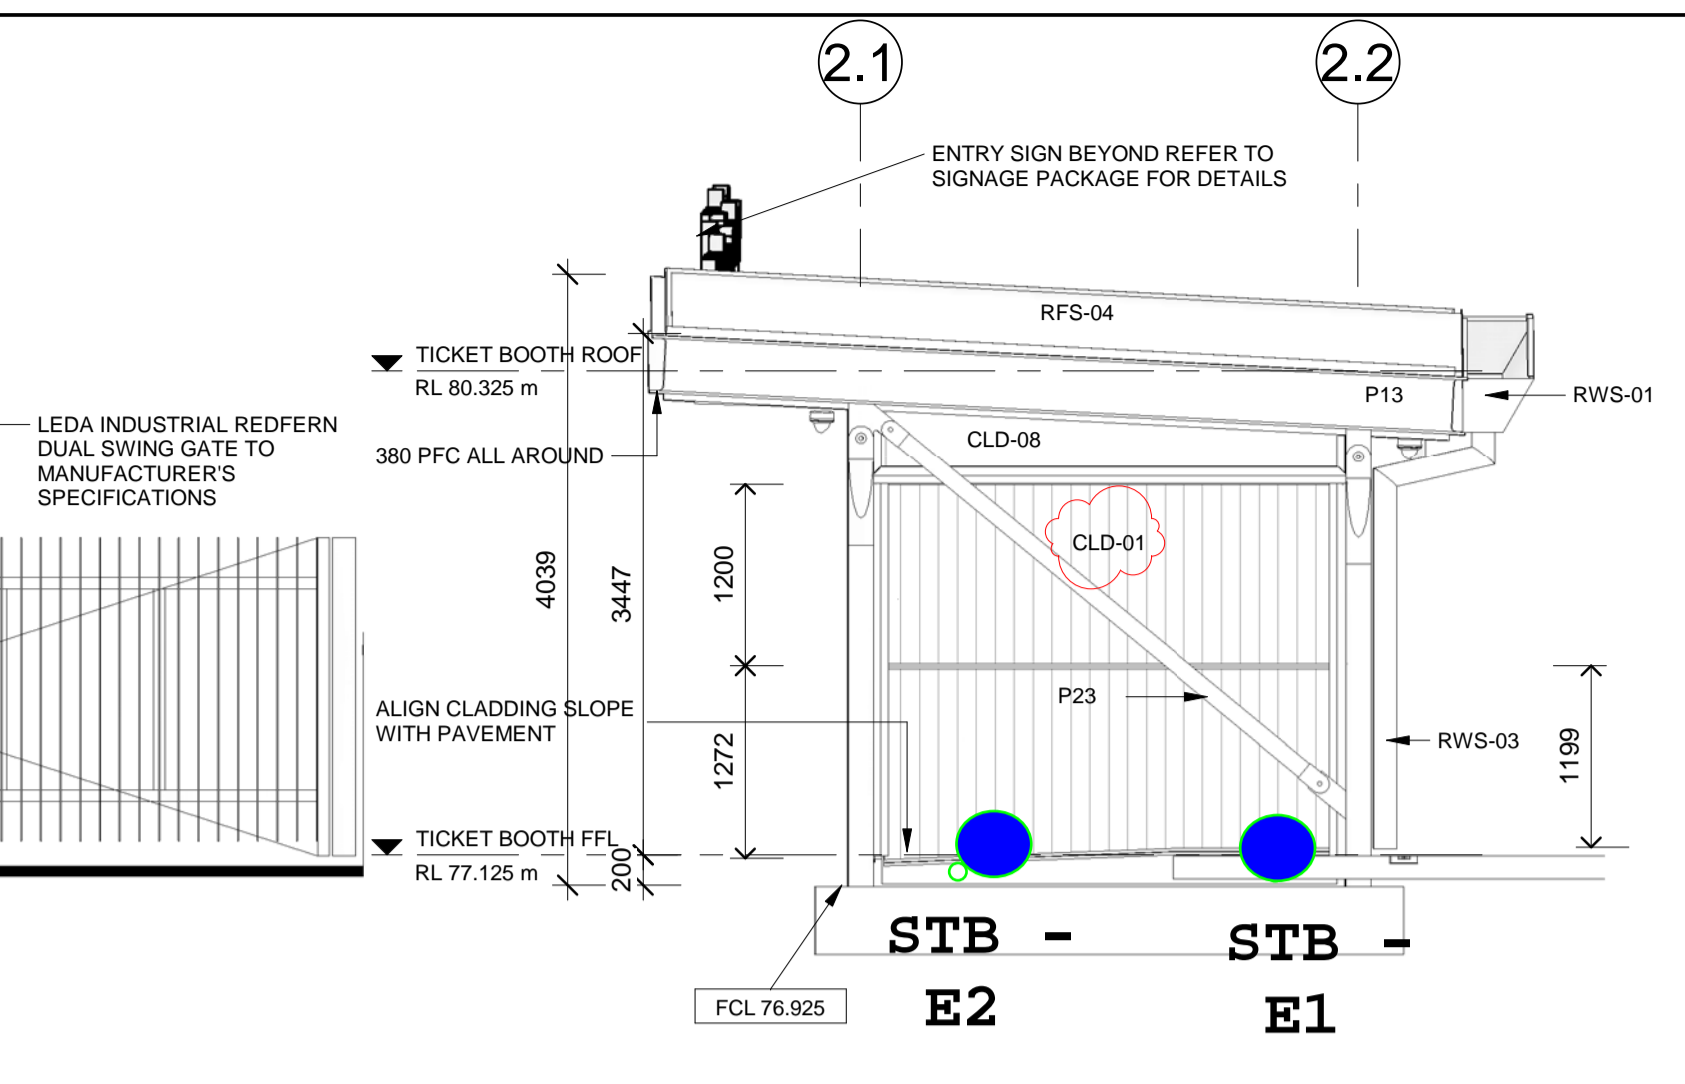 2.1
2.2
ENTRY SIGN BEYOND REFER TO
SIGNAGE PACKAGE FOR DETAILS
RFS-04
TICKET BOOTH ROOF
RL 80.325 m
P13
RWS-01
LEDA INDUSTRIAL REDFERN
DUAL SWING GATE TO
MANUFACTURER'S
SPECIFICATIONS
380 PFC ALL AROUND
CLD-08
CLD-01
4039
3447
1200
P23
ALIGN CLADDING SLOPE
WITH PAVEMENT
1272
RWS-03
1199
TICKET BOOTH FFL
RL 77.125 m
200
STB -
E2
STB -
E1
FCL 76.925